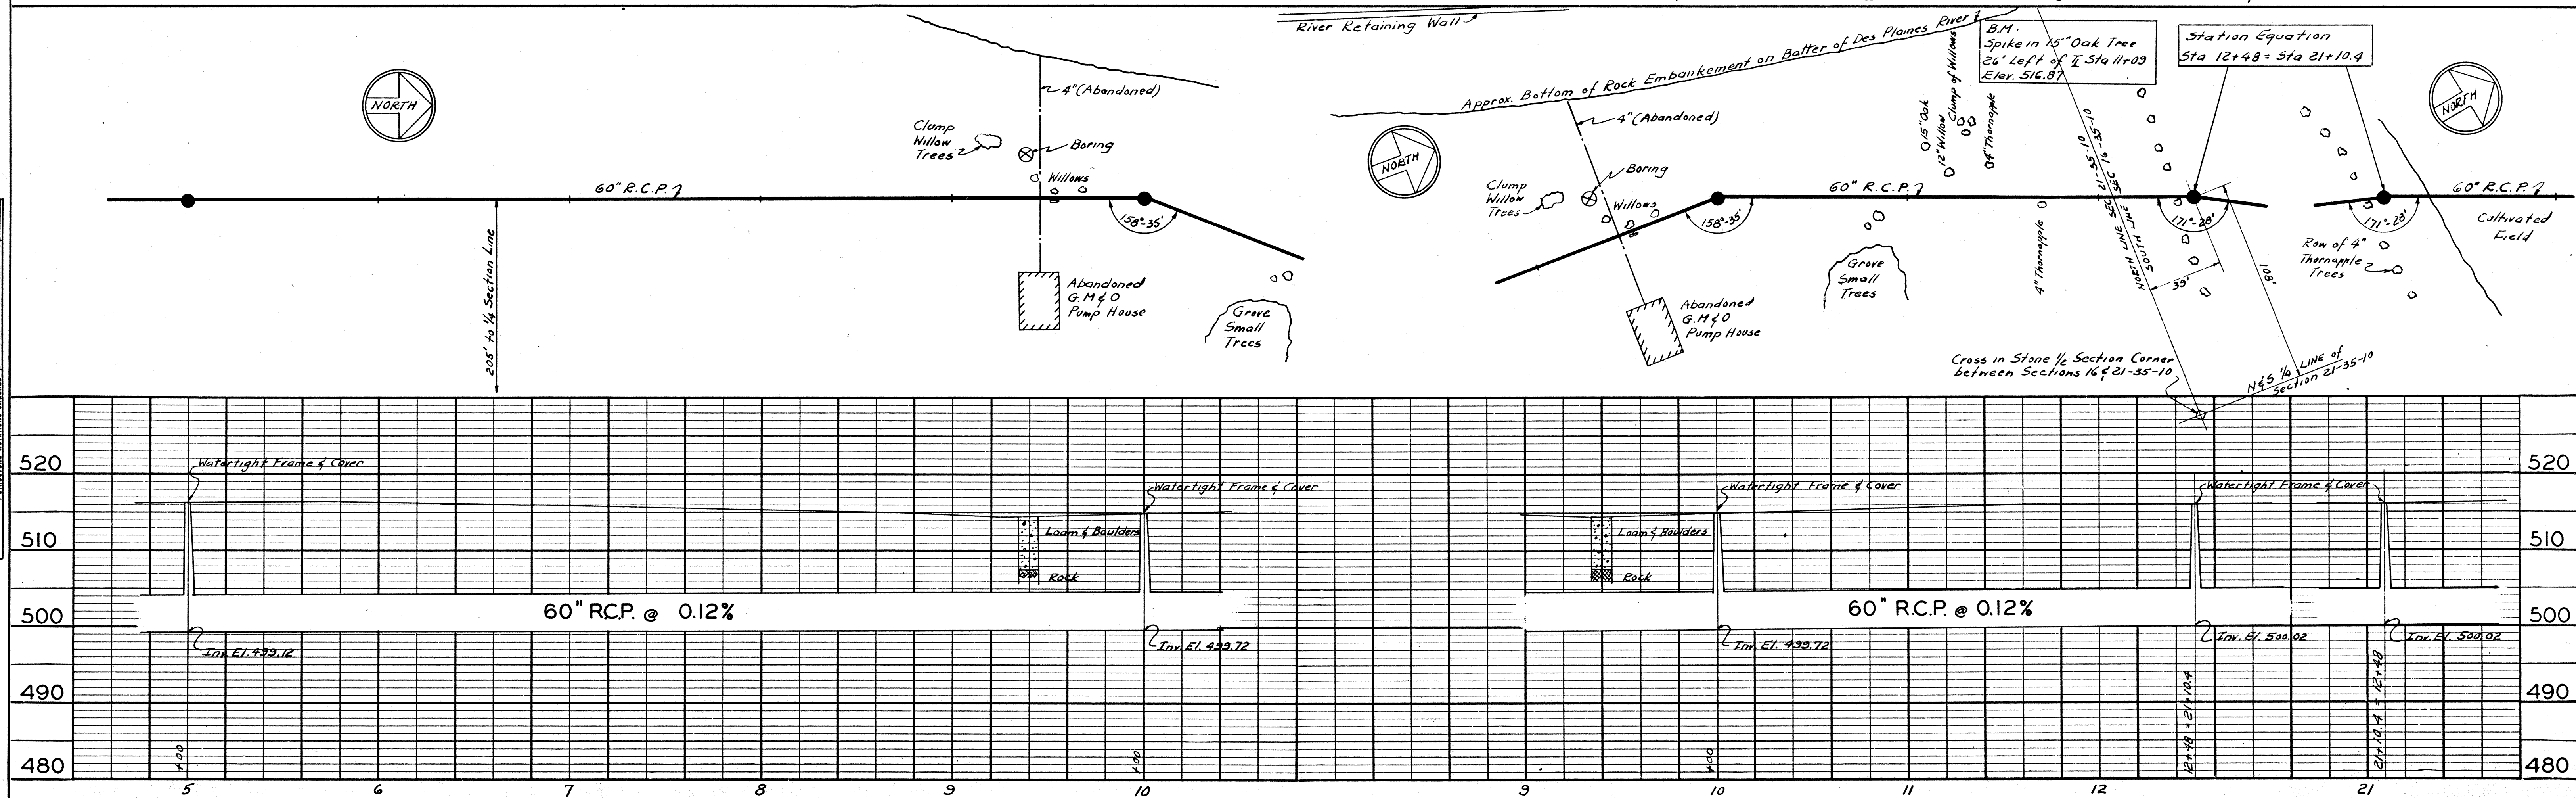 River Retaining Wall
Approx. Bottom of Rock Embankment on Batter of Des Plaines River
B.M.
Spike in 15" Oak Tree
26' Left of ℄ Sta 11+09
Elev. 516.87
Station Equation
Sta 12+48 = Sta 21+10.4
NORTH
4" (Abandoned)
Clump
Willow
Trees
Boring
Willows
60" R.C.P.
158°-35'
205' to 1/4 Section Line
Abandoned
G.M & O
Pump House
Grove
Small
Trees
NORTH
4" (Abandoned)
Clump
Willow
Trees
Boring
Willows
158°-35'
Abandoned
G.M & O
Pump House
60" R.C.P.
15" Oak
12" Willow
Clump of Willows
4" Thornapple
Grove
Small
Trees
4" Thornapple
NORTH LINE SEC 21-35-10
SOUTH LINE SEC 16-35-10
171°-28'
39'
108'
Cross in Stone 1/2 Section Corner
between Sections 16 & 21-35-10
N&S 1/4 LINE of
Section 21-35-10
NORTH
171°-28'
60" R.C.P.
Cultivated
Field
Row of 4"
Thornapple
Trees
520
510
500
490
480
Watertight Frame & Cover
Loam & Boulders
Rock
60" R.C.P. @ 0.12%
Inv. El. 499.12
Watertight Frame & Cover
Inv. El. 499.72
Loam & Boulders
Rock
Watertight Frame & Cover
60" R.C.P. @ 0.12%
Inv. El. 499.72
Watertight Frame & Cover
Inv. El. 500.02
Inv. El. 500.02
520
510
500
490
480
+00
+00
+00
12+48 = 21+10.4
21+10.4 = 12+48
5 6 7 8 9 10 9 10 11 12 21